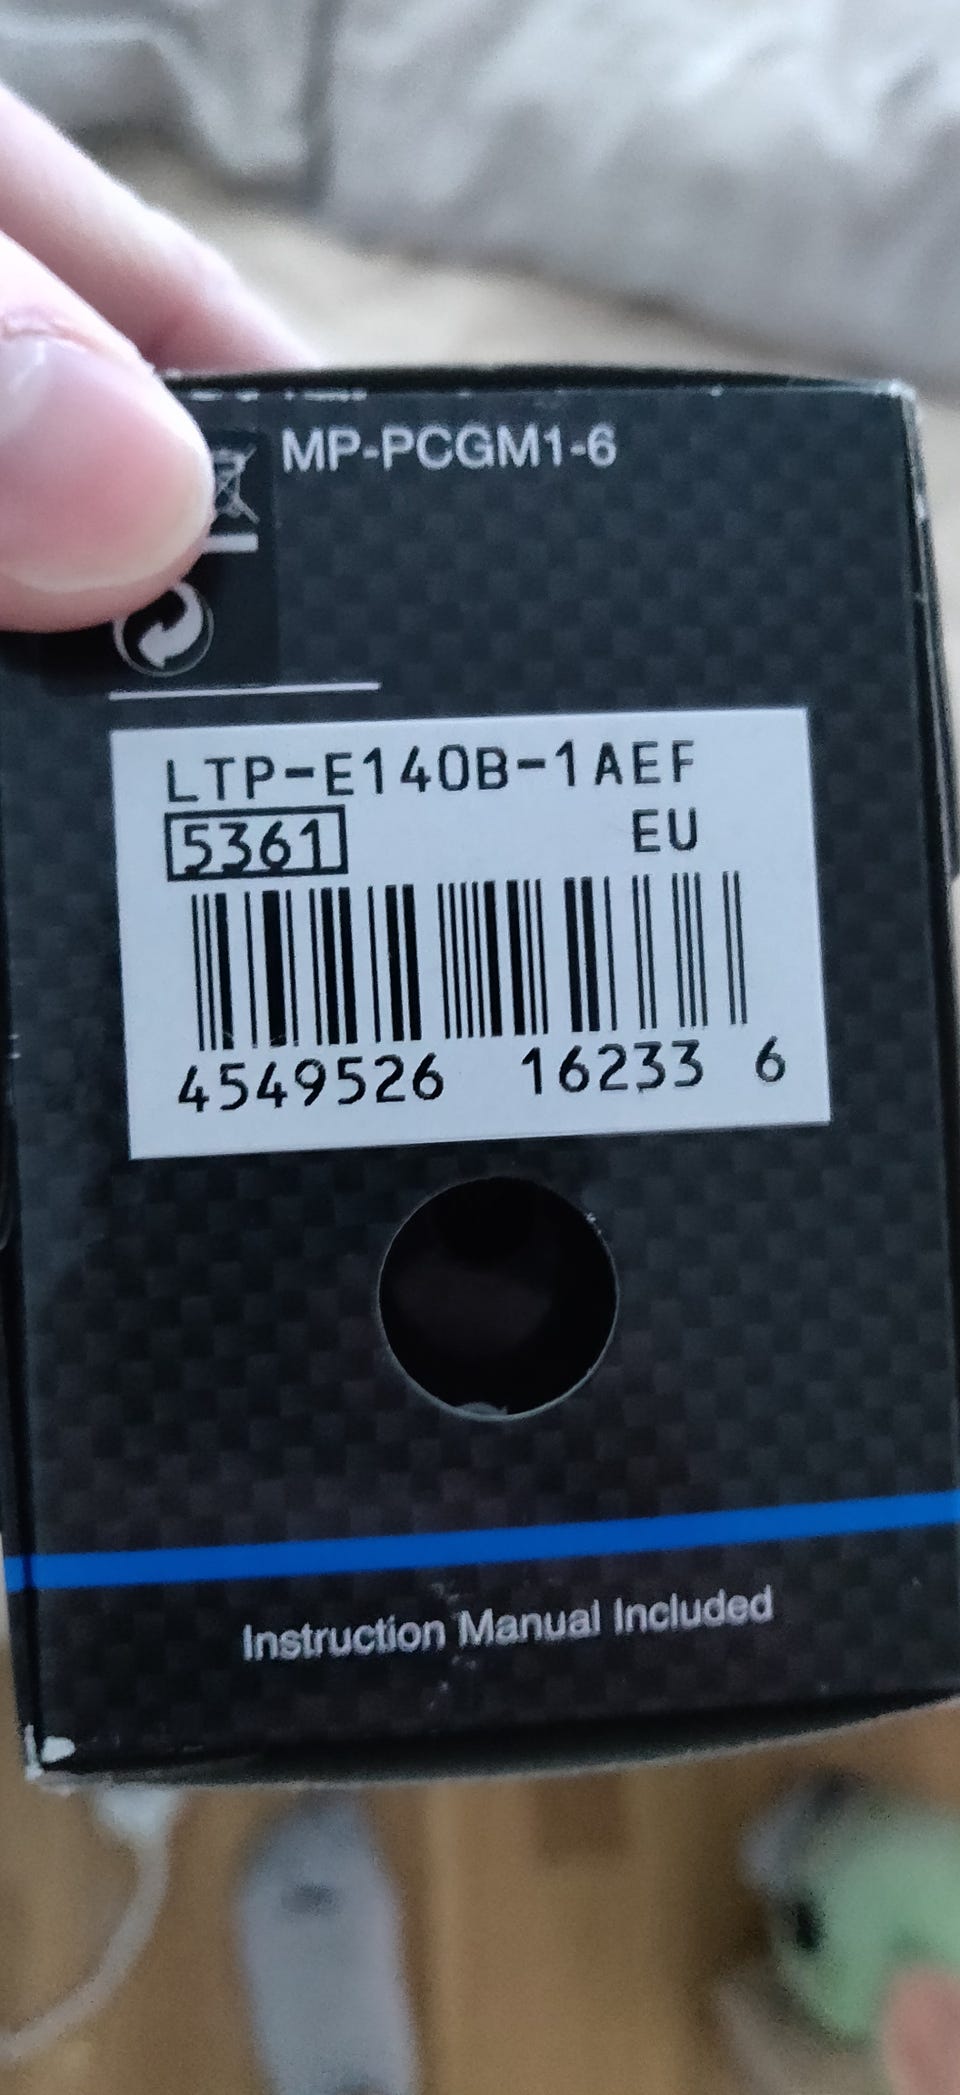 MP-PCGM1-6
LTP-E140B-1AEF
5361 EU
4549526 16233 6
Instruction Manual Included